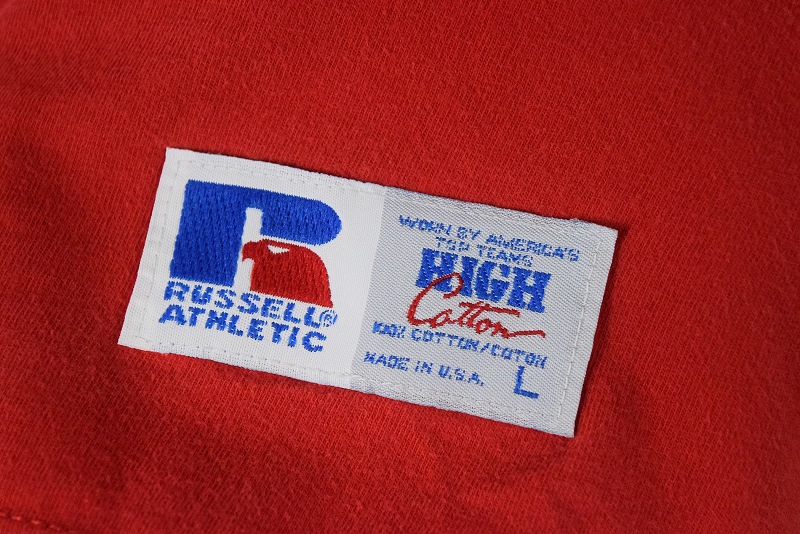 RUSSELL®
ATHLETIC
WORN BY AMERICA'S
TOP TEAMS
HIGH
Cotton
100% COTTON/COTON
MADE IN U.S.A.
L